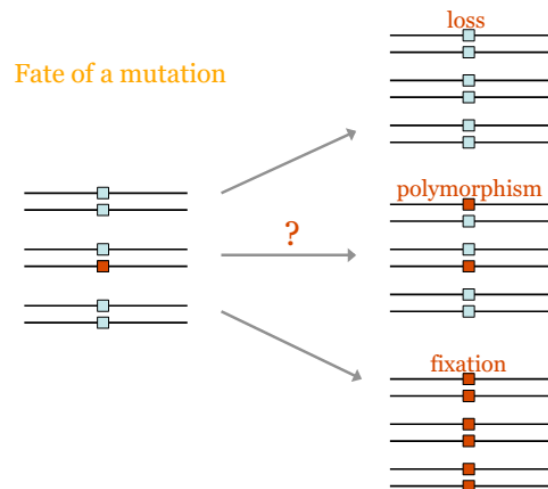 loss
Fate of a mutation
polymorphism
?
fixation